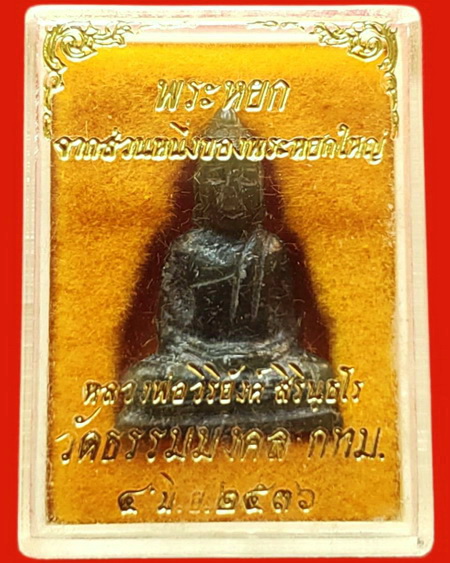 พระหยก
จากส่วนหนึ่งของพระหยกใหญ่
หลวงพ่อวิริยังค์ สิรินฺธโร
วัดธรรมมงคล กทม.
๔ มิ.ย. ๒๕๓๖